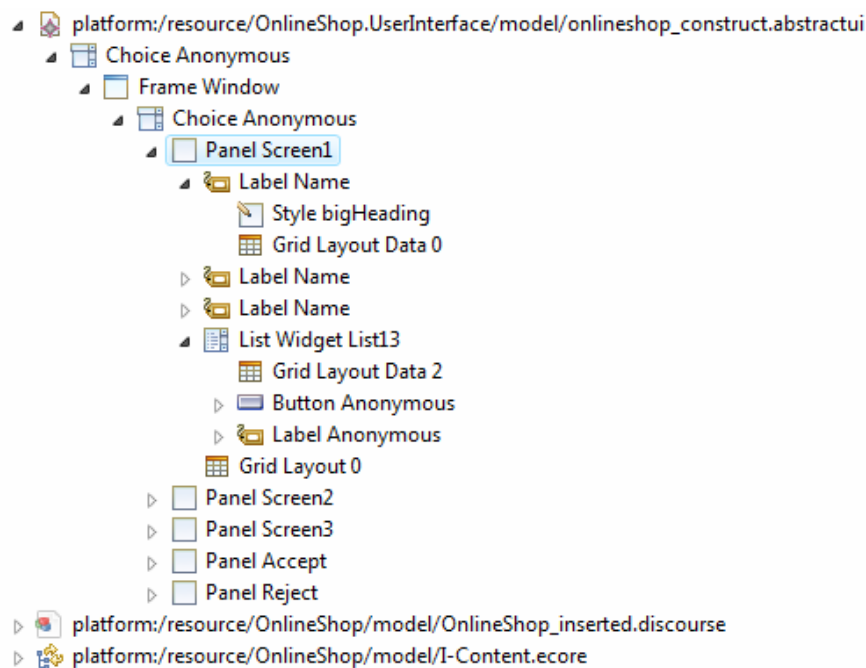 platform:/resource/OnlineShop.UserInterface/model/onlineshop_construct.abstractui
Choice Anonymous
Frame Window
Choice Anonymous
Panel Screen1
Label Name
Style bigHeading
Grid Layout Data 0
Label Name
Label Name
List Widget List13
Grid Layout Data 2
Button Anonymous
Label Anonymous
Grid Layout 0
Panel Screen2
Panel Screen3
Panel Accept
Panel Reject
platform:/resource/OnlineShop/model/OnlineShop_inserted.discourse
platform:/resource/OnlineShop/model/I-Content.ecore